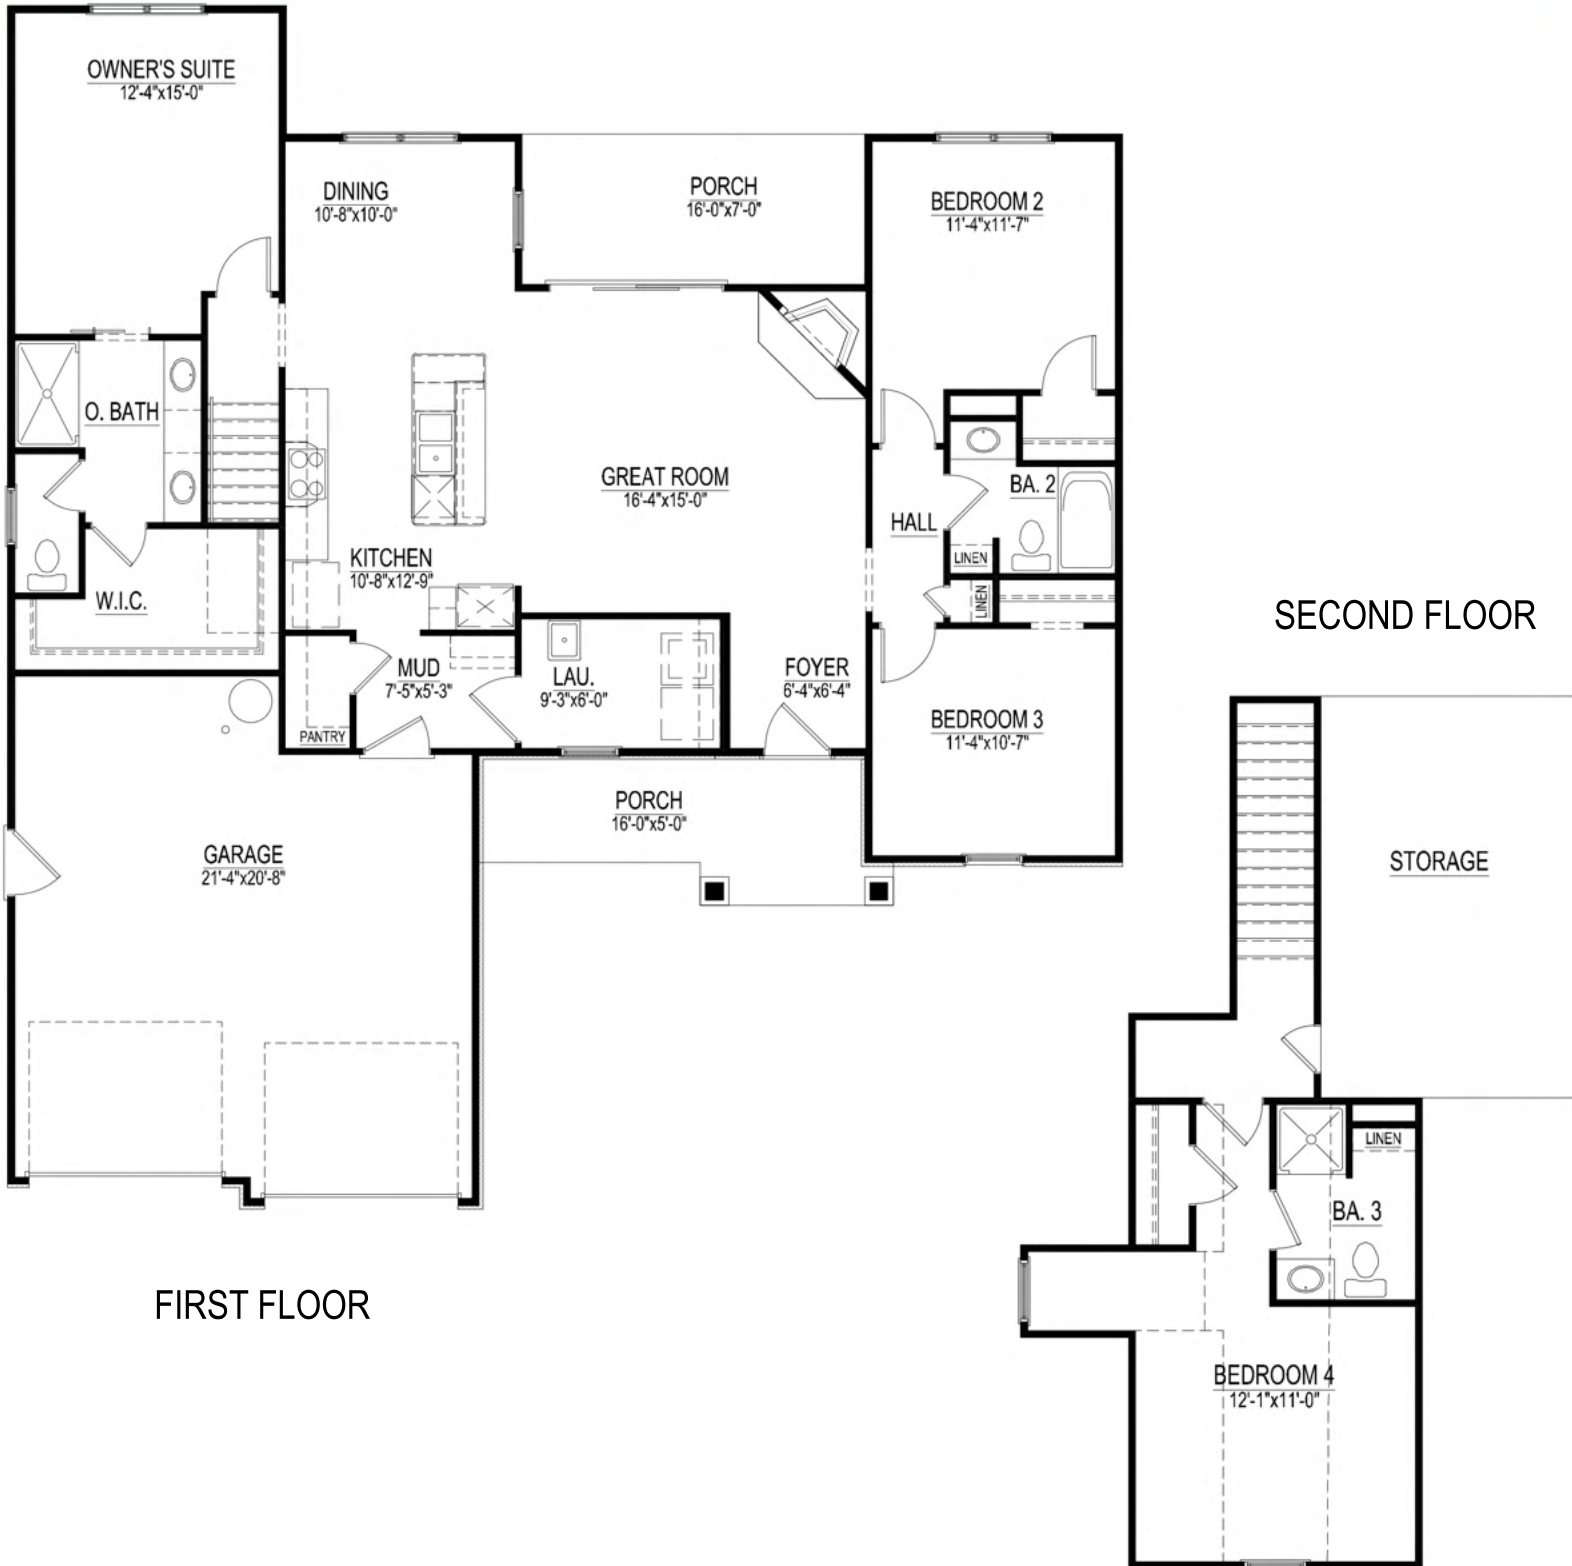 OWNER'S SUITE
12'-4"x15'-0"
DINING
10'-8"x10'-0"
PORCH
16'-0"x7'-0"
BEDROOM 2
11'-4"x11'-7"
O. BATH
GREAT ROOM
16'-4"x15'-0"
BA. 2
HALL
LINEN
LINEN
KITCHEN
10'-8"x12'-9"
W.I.C.
MUD
7'-5"x5'-3"
LAU.
9'-3"x6'-0"
FOYER
6'-4"x6'-4"
PANTRY
BEDROOM 3
11'-4"x10'-7"
PORCH
16'-0"x5'-0"
GARAGE
21'-4"x20'-8"
FIRST FLOOR
SECOND FLOOR
STORAGE
LINEN
BA. 3
BEDROOM 4
12'-1"x11'-0"